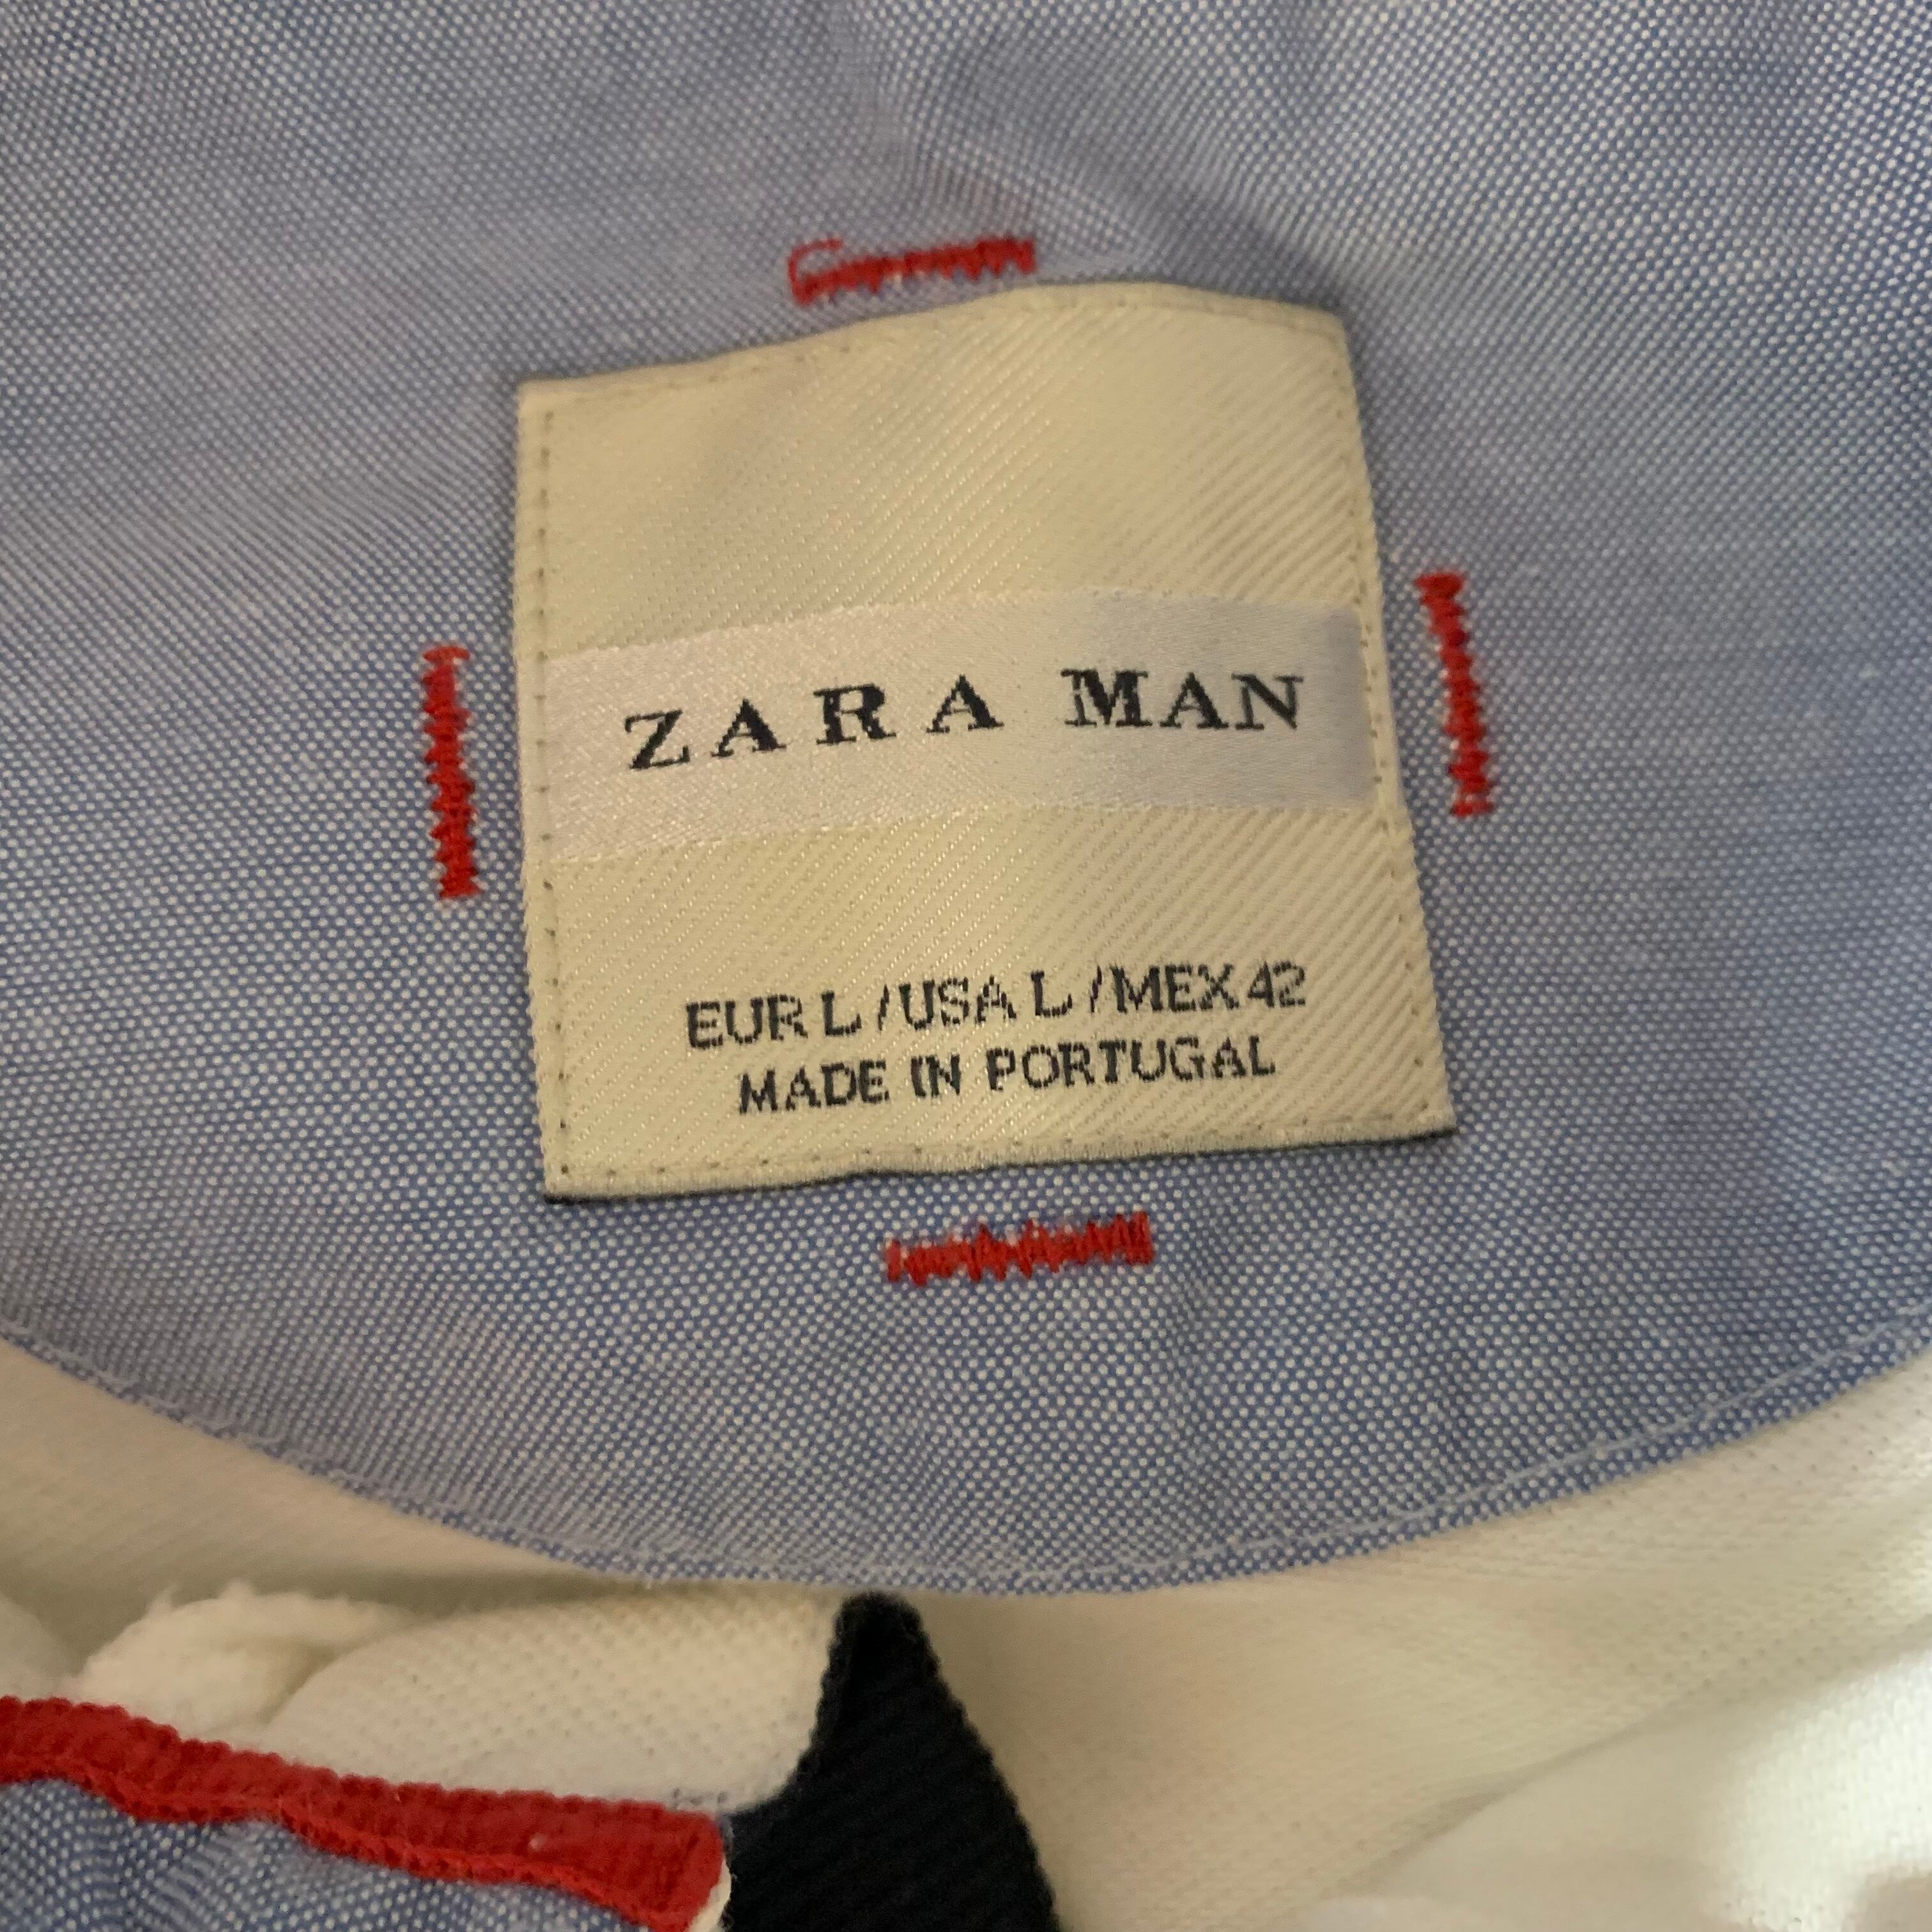 ZARA MAN
EUR L / USA L / MEX 42
MADE IN PORTUGAL